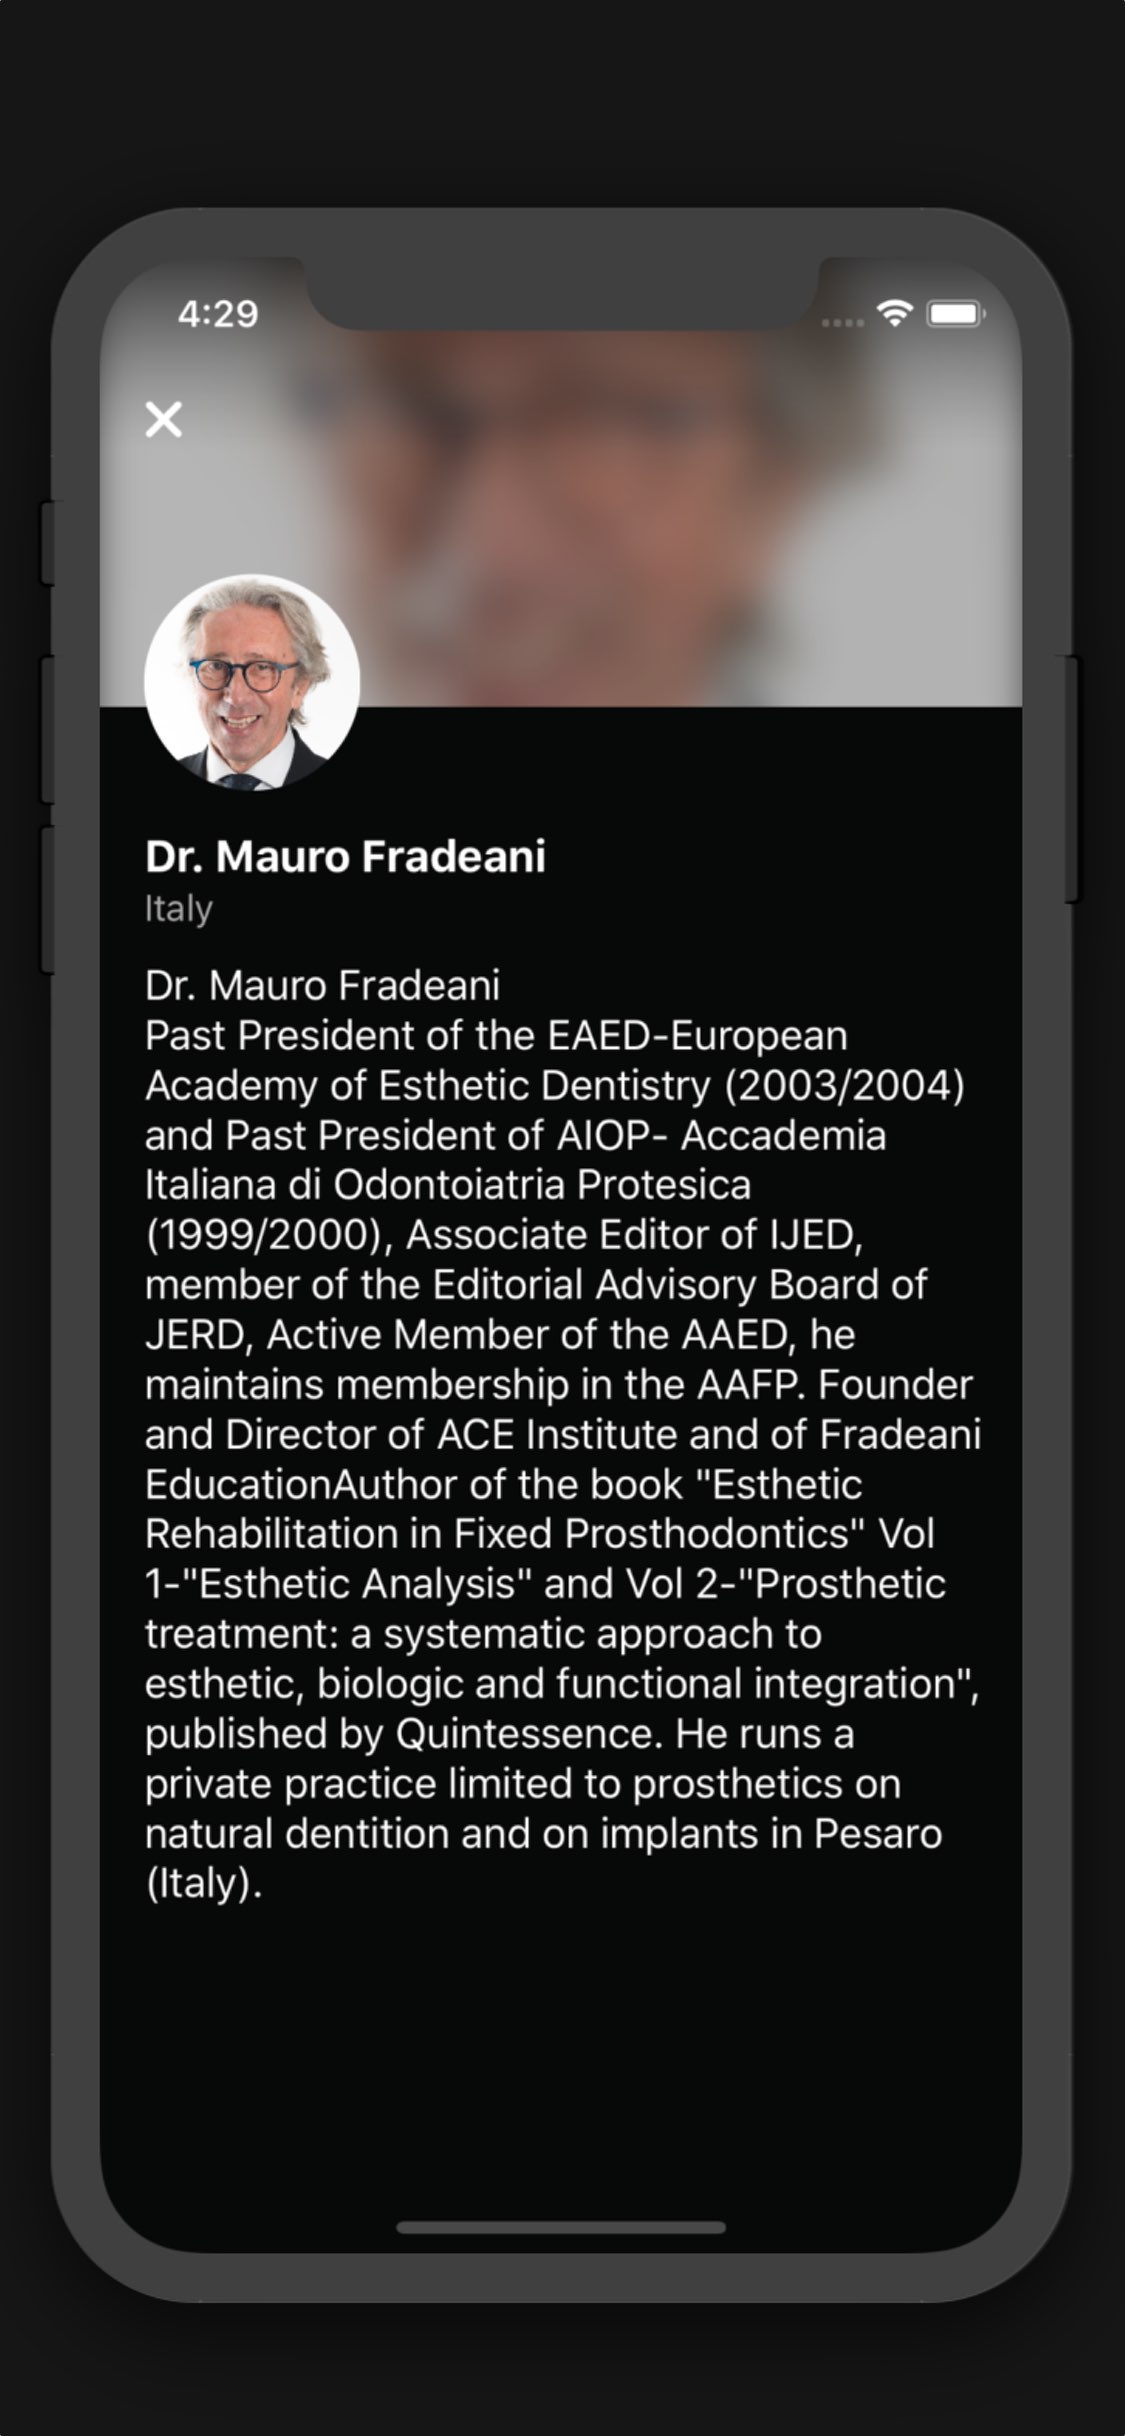 4:29
Dr. Mauro Fradeani
Italy
Dr. Mauro Fradeani
Past President of the EAED-European
Academy of Esthetic Dentistry (2003/2004)
and Past President of AIOP- Accademia
Italiana di Odontoiatria Protesica
(1999/2000), Associate Editor of IJED,
member of the Editorial Advisory Board of
JERD, Active Member of the AAED, he
maintains membership in the AAFP. Founder
and Director of ACE Institute and of Fradeani
EducationAuthor of the book "Esthetic
Rehabilitation in Fixed Prosthodontics" Vol
1-"Esthetic Analysis" and Vol 2-"Prosthetic
treatment: a systematic approach to
esthetic, biologic and functional integration",
published by Quintessence. He runs a
private practice limited to prosthetics on
natural dentition and on implants in Pesaro
(Italy).